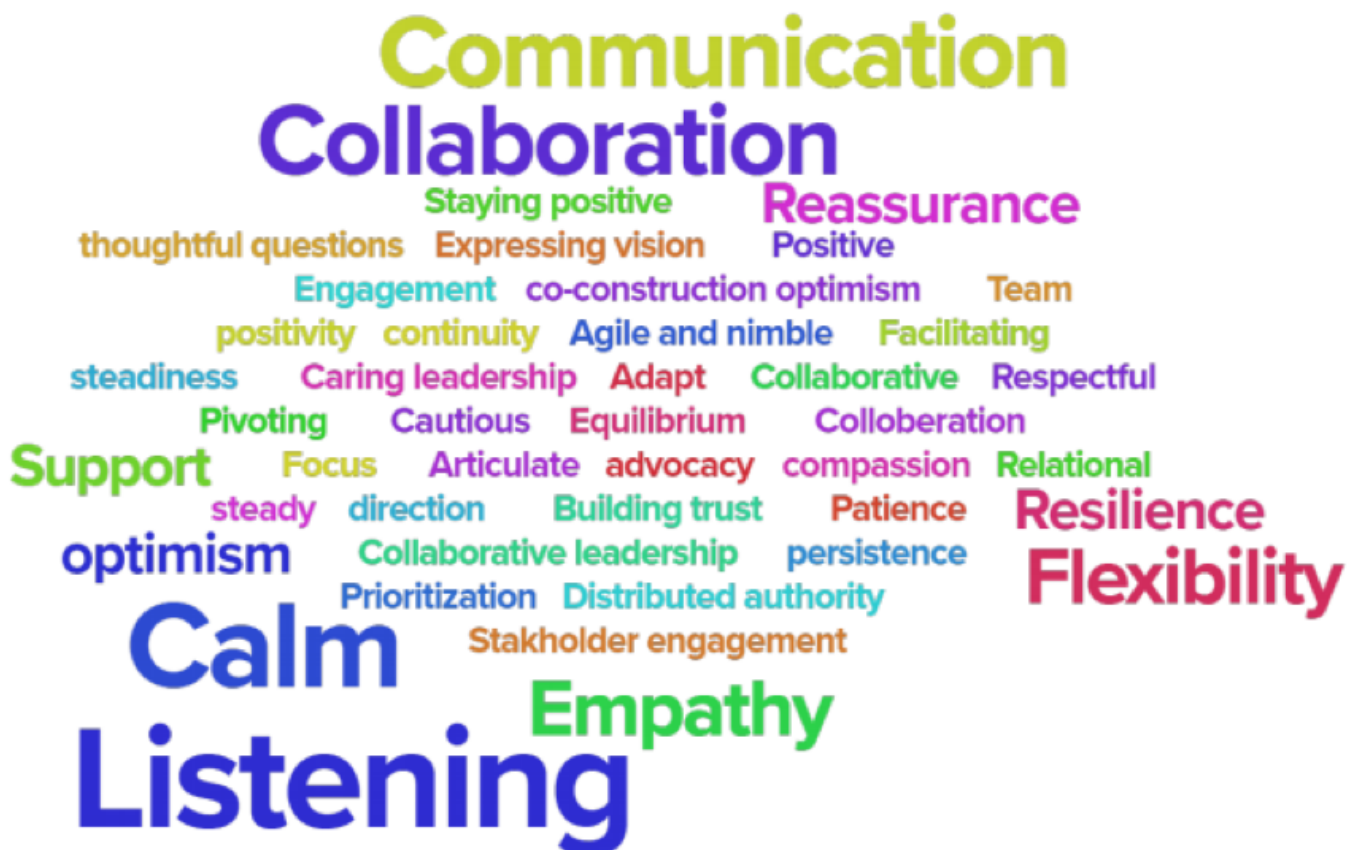 Communication
Collaboration
Staying positive Reassurance
thoughtful questions Expressing vision Positive
Engagement co-construction optimism Team
positivity continuity Agile and nimble Facilitating
steadiness Caring leadership Adapt Collaborative Respectful
Pivoting Cautious Equilibrium Colloberation
Support Focus Articulate advocacy compassion Relational
steady direction Building trust Patience Resilience
optimism Collaborative leadership persistence Flexibility
Prioritization Distributed authority
Calm Stakholder engagement
Empathy
Listening